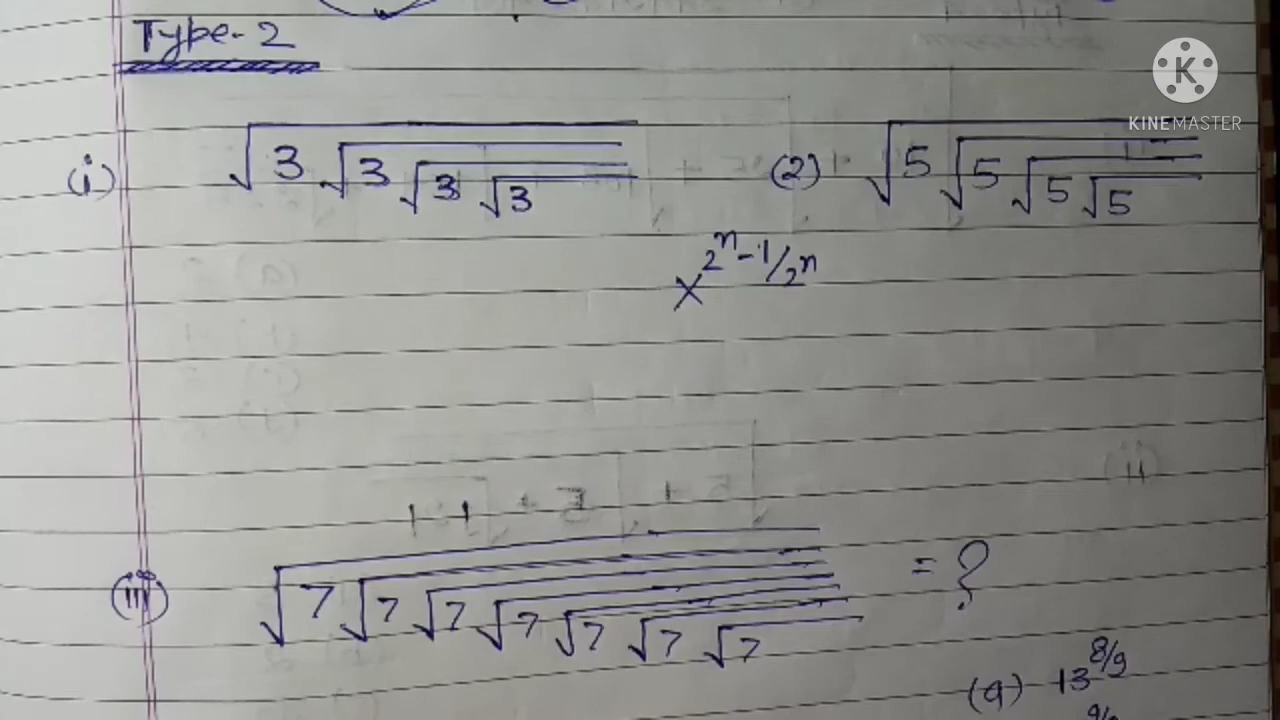 Type-2
KINEMASTER
(i) √3√3√3√3 (2) √5√5√5√5
x^2^n-1/2^n
(iii) √7√7√7√7√7√7√7 = ?
(a) 13^8/9